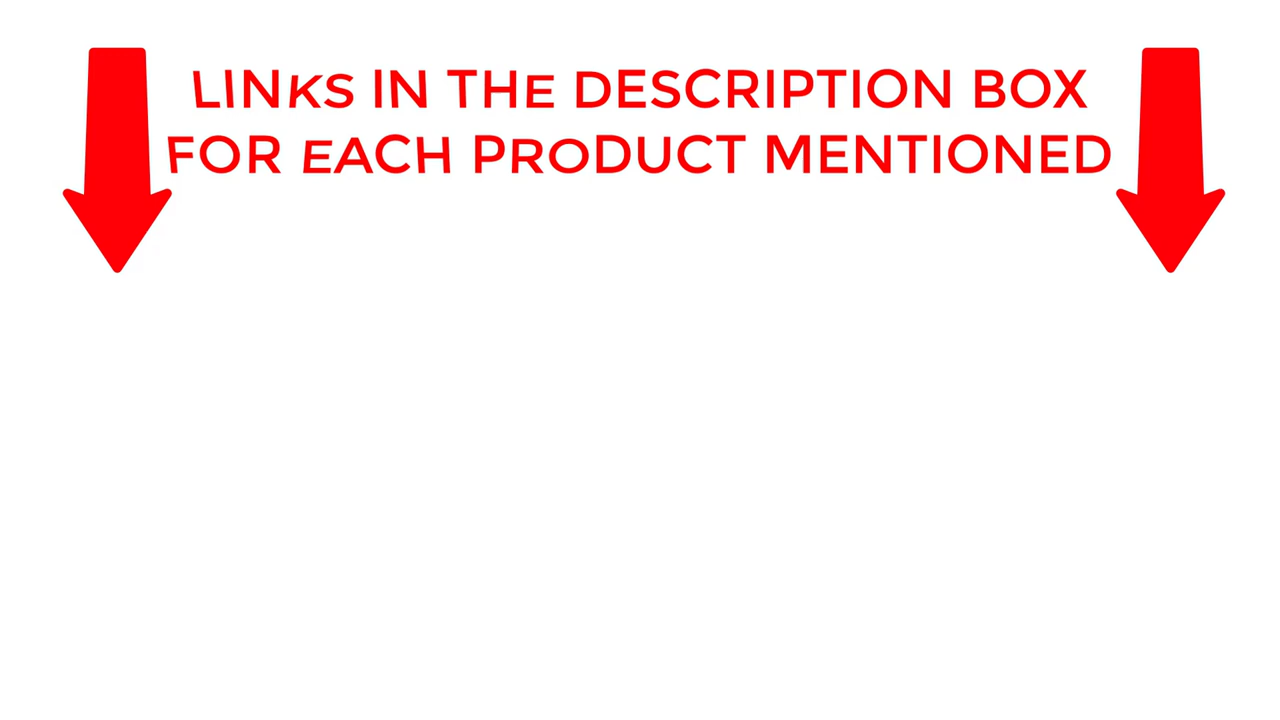 LINKS IN THE DESCRIPTION BOX
FOR EACH PRODUCT MENTIONED